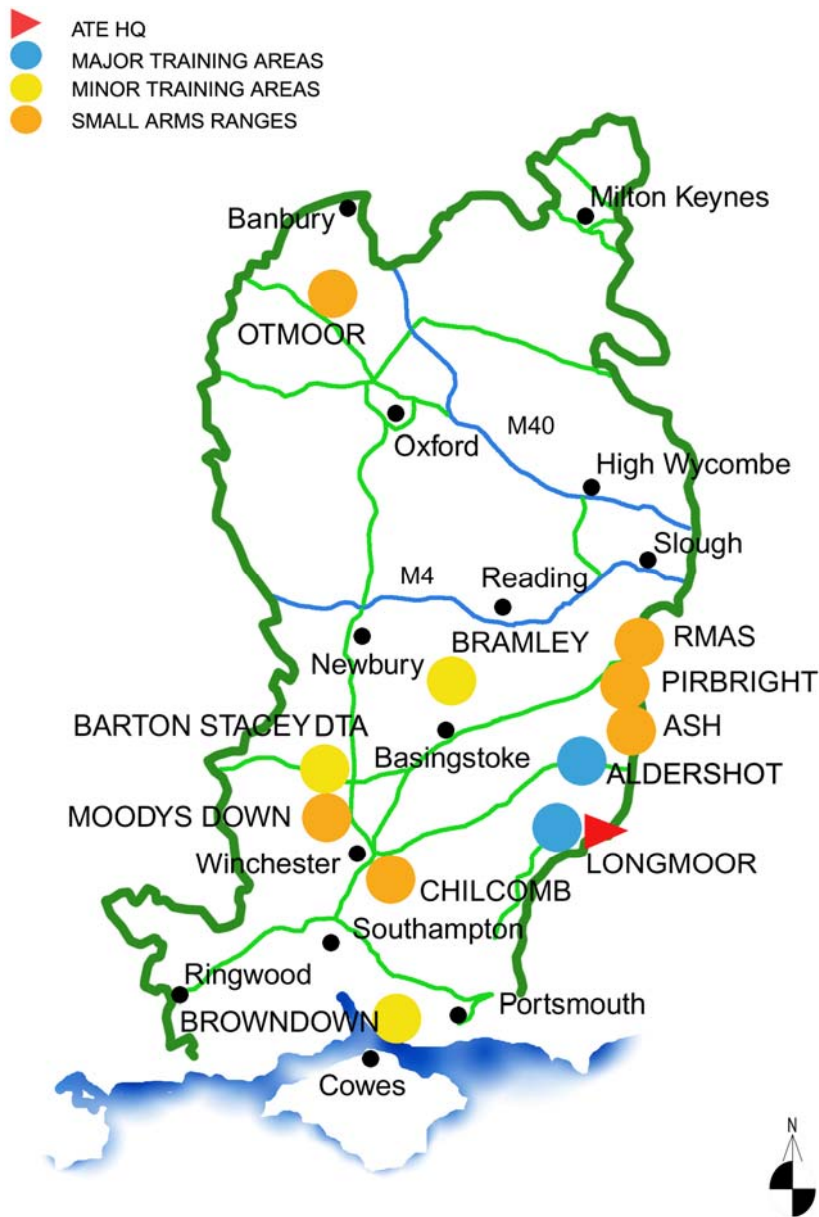 ATE HQ
MAJOR TRAINING AREAS
MINOR TRAINING AREAS
SMALL ARMS RANGES
Milton Keynes
Banbury
OTMOOR
M40
Oxford
High Wycombe
Slough
M4
Reading
RMAS
Newbury
BRAMLEY
PIRBRIGHT
BARTON STACEY DTA
ASH
Basingstoke
ALDERSHOT
MOODYS DOWN
Winchester
LONGMOOR
CHILCOMB
Southampton
Ringwood
Portsmouth
BROWNDOWN
Cowes
N